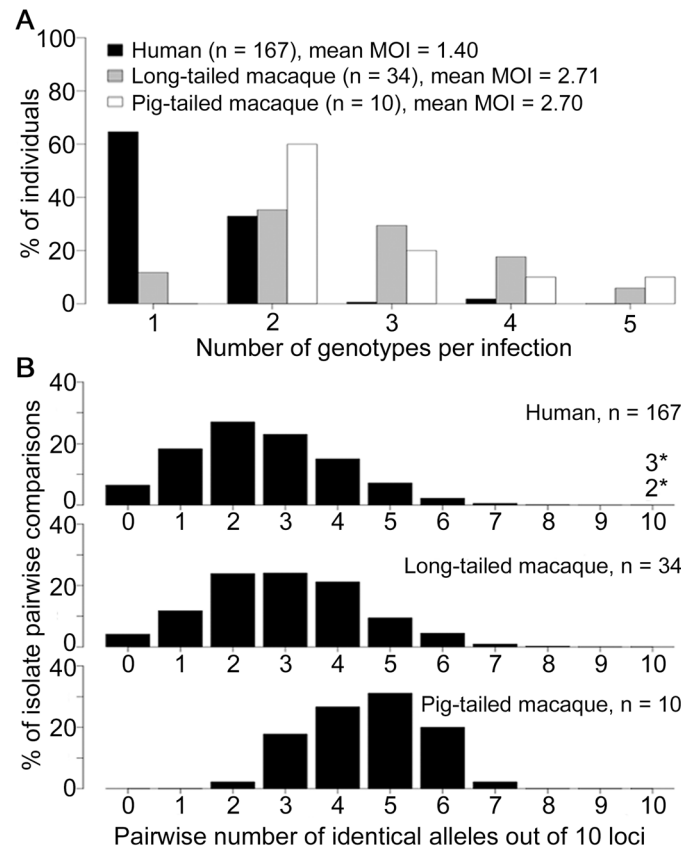 A
100
80
60
40
20
0
% of individuals
Human (n = 167), mean MOI = 1.40
Long-tailed macaque (n = 34), mean MOI = 2.71
Pig-tailed macaque (n = 10), mean MOI = 2.70
1 2 3 4 5
Number of genotypes per infection
B
% of isolate pairwise comparisons
40
20
0
Human, n = 167
3*
2*
0 1 2 3 4 5 6 7 8 9 10
40
20
0
Long-tailed macaque, n = 34
0 1 2 3 4 5 6 7 8 9 10
40
20
0
Pig-tailed macaque, n = 10
0 1 2 3 4 5 6 7 8 9 10
Pairwise number of identical alleles out of 10 loci